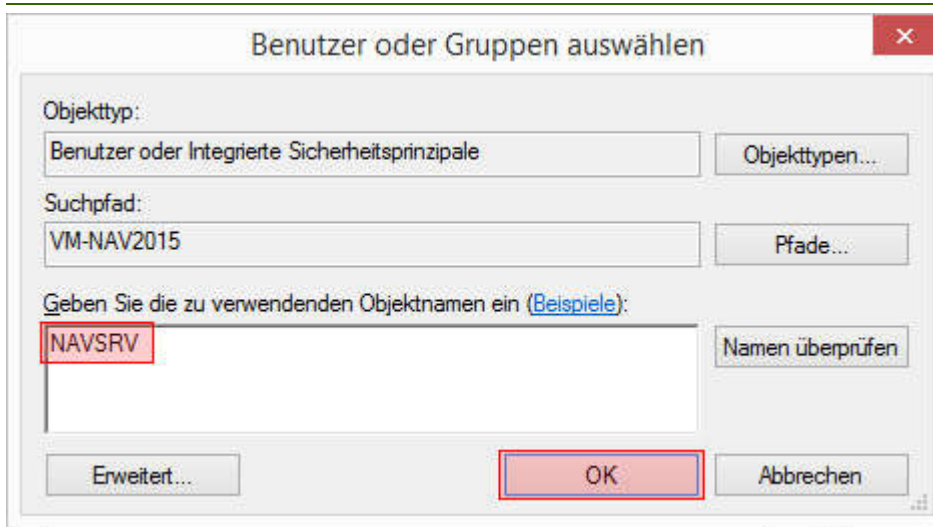 Benutzer oder Gruppen auswählen
Objekttyp:
Benutzer oder Integrierte Sicherheitsprinzipale
Objekttypen...
Suchpfad:
VM-NAV2015
Pfade...
Geben Sie die zu verwendenden Objektnamen ein (Beispiele):
NAVSRV
Namen überprüfen
Erweitert...
OK
Abbrechen